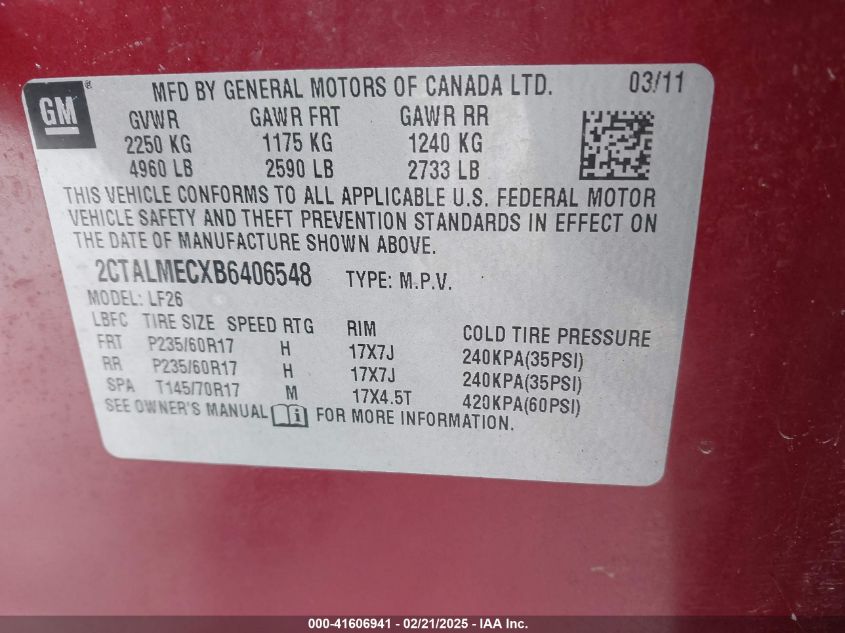 GM
MFD BY GENERAL MOTORS OF CANADA LTD. 03/11
GVWR GAWR FRT GAWR RR
2250 KG 1175 KG 1240 KG
4960 LB 2590 LB 2733 LB
THIS VEHICLE CONFORMS TO ALL APPLICABLE U.S. FEDERAL MOTOR
VEHICLE SAFETY AND THEFT PREVENTION STANDARDS IN EFFECT ON
THE DATE OF MANUFACTURE SHOWN ABOVE.
2CTALMECXB6406548 TYPE: M.P.V.
MODEL: LF26
LBFC TIRE SIZE SPEED RTG RIM COLD TIRE PRESSURE
FRT P235/60R17 H 17X7J 240KPA(35PSI)
RR P235/60R17 H 17X7J 240KPA(35PSI)
SPA T145/70R17 M 17X4.5T 420KPA(60PSI)
SEE OWNER'S MANUAL i FOR MORE INFORMATION.
000-41606941 - 02/21/2025 - IAA Inc.